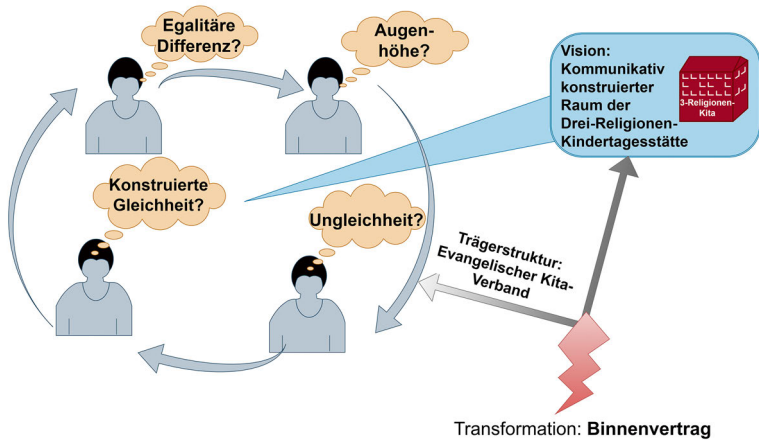 Egalitäre
Differenz?
Augen-
höhe?
Vision:
Kommunikativ
konstruierter
Raum der
Drei-Religionen-
Kindertagesstätte
3-Religionen-
Kita
Konstruierte
Gleichheit?
Ungleichheit?
Trägerstruktur:
Evangelischer Kita-
Verband
Transformation: Binnenvertrag